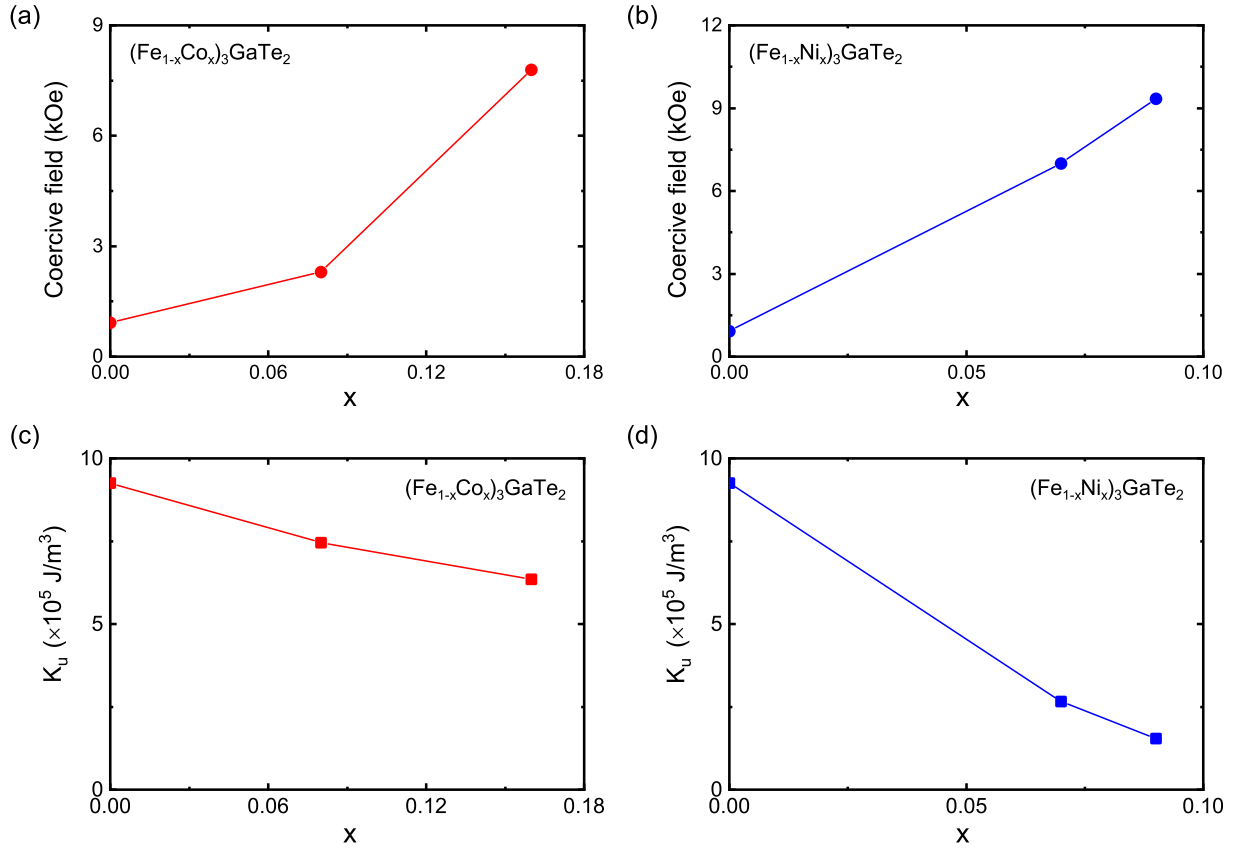 (a)
(Fe₁₋ₓCoₓ)₃GaTe₂
Coercive field (kOe)
9
6
3
0
0.00
0.06
0.12
0.18
x
(b)
(Fe₁₋ₓNiₓ)₃GaTe₂
Coercive field (kOe)
12
9
6
3
0
0.00
0.05
0.10
x
(c)
(Fe₁₋ₓCoₓ)₃GaTe₂
Kᵤ (×10⁵ J/m³)
10
5
0
0.00
0.06
0.12
0.18
x
(d)
(Fe₁₋ₓNiₓ)₃GaTe₂
Kᵤ (×10⁵ J/m³)
10
5
0
0.00
0.05
0.10
x